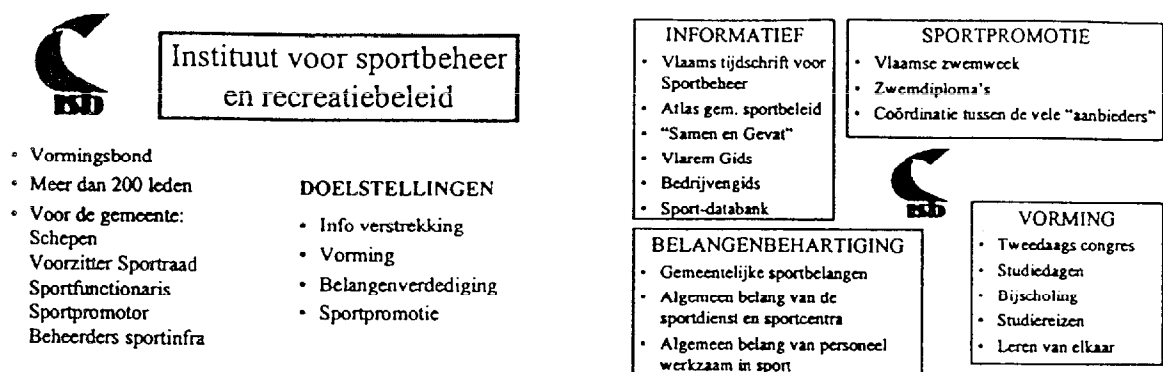 ISB
Instituut voor sportbeheer
en recreatiebeleid
• Vormingsbond
• Meer dan 200 leden
• Voor de gemeente:
Schepen
Voorzitter Sportraad
Sportfunctionaris
Sportpromotor
Beheerders sportinfra
DOELSTELLINGEN
• Info verstrekking
• Vorming
• Belangenverdediging
• Sportpromotie
INFORMATIEF
• Vlaams tijdschrift voor
Sportbeheer
• Atlas gem. sportbeleid
• "Samen en Gevat"
• Vlarem Gids
• Bedrijvengids
• Sport-databank
SPORTPROMOTIE
• Vlaamse zwemweek
• Zwemdiploma's
• Coördinatie tussen de vele "aanbieders"
ISB
BELANGENBEHARTIGING
• Gemeentelijke sportbelangen
• Algemeen belang van de
sportdienst en sportcentra
• Algemeen belang van personeel
werkzaam in sport
VORMING
• Tweedaags congres
• Studiedagen
• Bijscholing
• Studiereizen
• Leren van elkaar